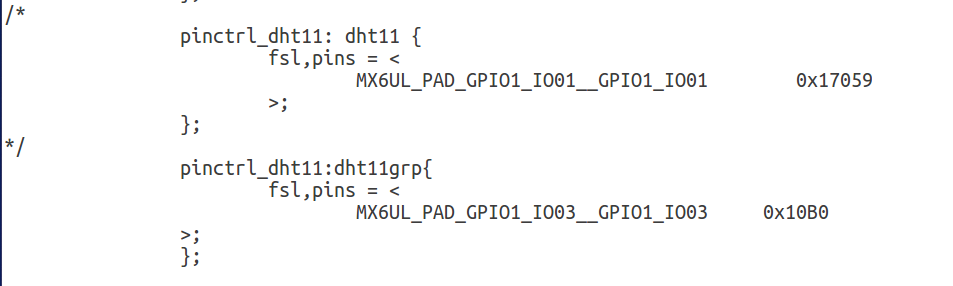 /*
pinctrl_dht11: dht11 {
fsl,pins = <
MX6UL_PAD_GPIO1_IO01__GPIO1_IO01 0x17059
>;
};
*/
pinctrl_dht11:dht11grp{
fsl,pins = <
MX6UL_PAD_GPIO1_IO03__GPIO1_IO03 0x10B0
>;
};